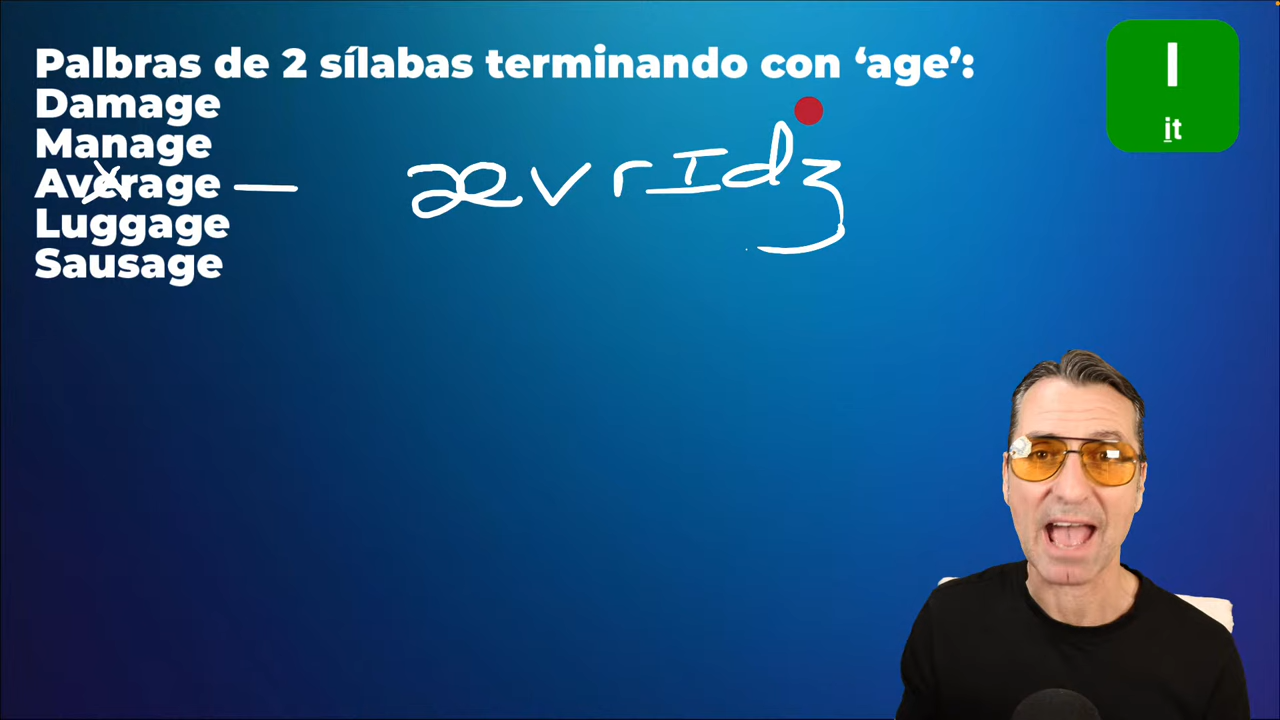 Palbras de 2 sílabas terminando con ‘age’:
Damage
Manage
Average — ævrɪdʒ
Luggage
Sausage
I
it